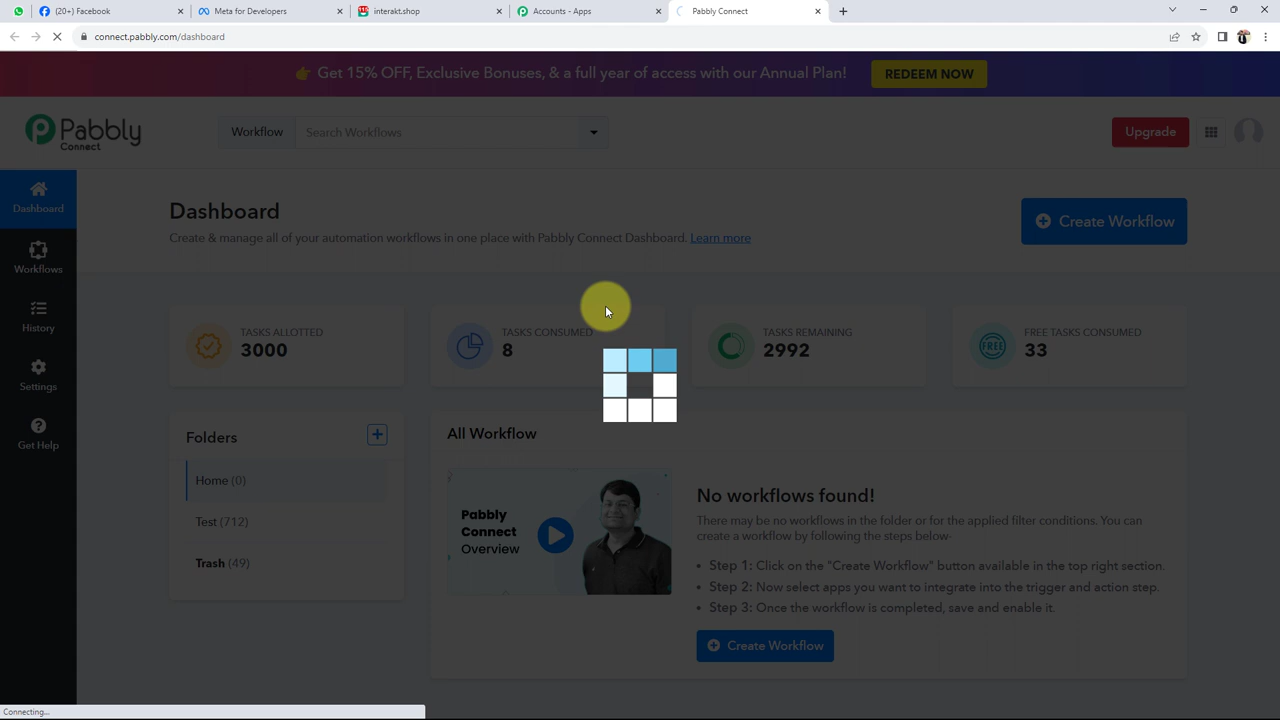 (20+) Facebook
Meta for Developers
interakt.shop
Accounts - Apps
Pabbly Connect
connect.pabbly.com/dashboard
👉 Get 15% OFF, Exclusive Bonuses, & a full year of access with our Annual Plan!
REDEEM NOW
Pabbly
Connect
Workflow
Search Workflows
Upgrade
Dashboard
Workflows
History
Settings
Get Help
Dashboard
Create & manage all of your automation workflows in one place with Pabbly Connect Dashboard. Learn more
Create Workflow
TASKS ALLOTTED
3000
TASKS CONSUMED
8
TASKS REMAINING
2992
FREE
FREE TASKS CONSUMED
33
Folders
Home (0)
Test (712)
Trash (49)
All Workflow
Pabbly
Connect
Overview
No workflows found!
There may be no workflows in the folder or for the applied filter conditions. You can
create a workflow by following the steps below-
• Step 1: Click on the "Create Workflow" button available in the top right section.
• Step 2: Now select apps you want to integrate into the trigger and action step.
• Step 3: Once the workflow is completed, save and enable it.
Create Workflow
Connecting...